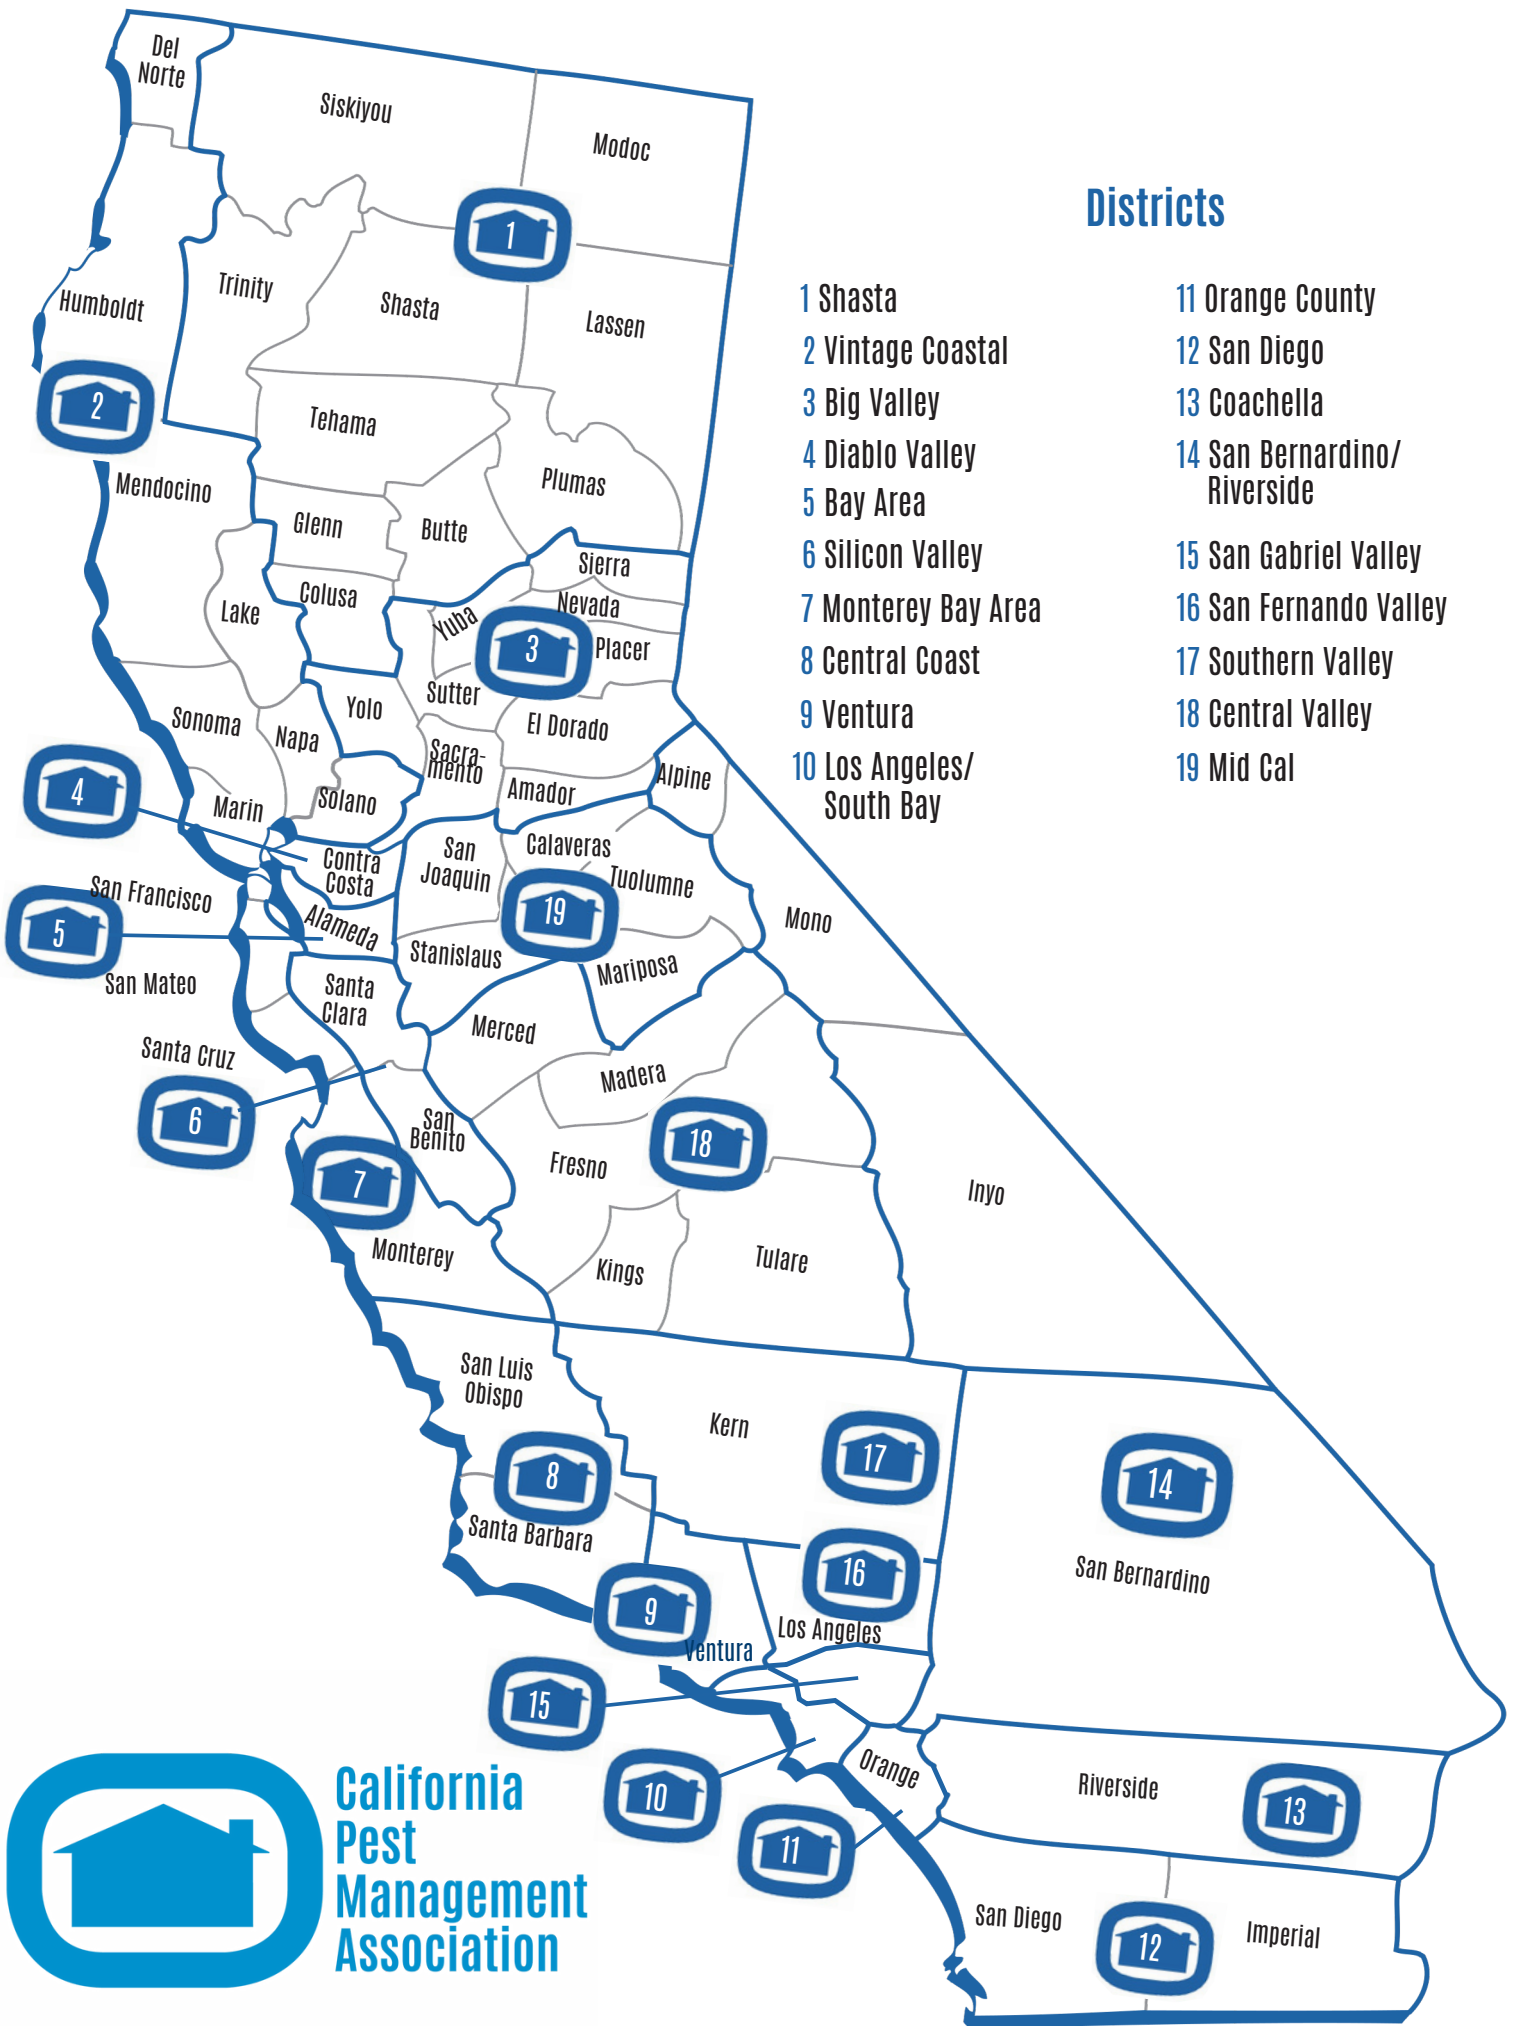 Del
Norte
Siskiyou
Modoc
1
Trinity
Shasta
Lassen
Humboldt
2
Tehama
Mendocino
Plumas
Glenn
Butte
Sierra
Colusa
Nevada
Lake
Yuba
3
Placer
Sutter
Yolo
Sonoma
Napa
El Dorado
Sacra-
mento
Alpine
4
Amador
Solano
Marin
Calaveras
San
Joaquin
Contra
Costa
Tuolumne
San Francisco
19
Mono
5
Alameda
Stanislaus
Mariposa
San Mateo
Santa
Clara
Merced
Santa Cruz
Madera
6
San
Benito
18
Fresno
7
Inyo
Monterey
Kings
Tulare
San Luis
Obispo
Kern
17
8
14
Santa Barbara
16
San Bernardino
9
Los Angeles
Ventura
15
Orange
10
Riverside
13
11
San Diego
12
Imperial
Districts
1 Shasta
2 Vintage Coastal
3 Big Valley
4 Diablo Valley
5 Bay Area
6 Silicon Valley
7 Monterey Bay Area
8 Central Coast
9 Ventura
10 Los Angeles/
South Bay
11 Orange County
12 San Diego
13 Coachella
14 San Bernardino/
Riverside
15 San Gabriel Valley
16 San Fernando Valley
17 Southern Valley
18 Central Valley
19 Mid Cal
California
Pest
Management
Association